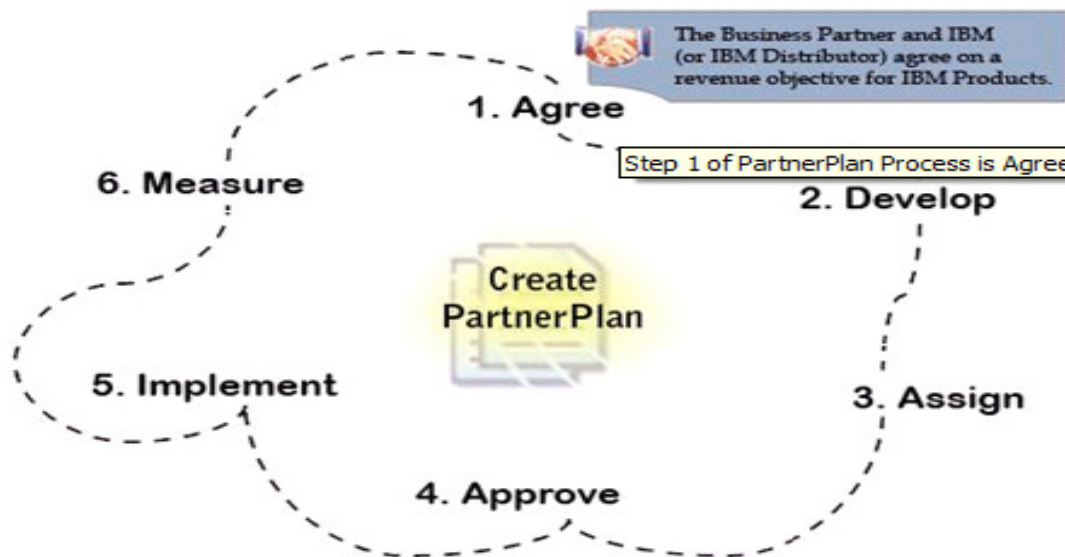 The Business Partner and IBM
(or IBM Distributor) agree on a
revenue objective for IBM Products.
1. Agree
Step 1 of PartnerPlan Process is Agree
6. Measure
2. Develop
Create
PartnerPlan
5. Implement
3. Assign
4. Approve